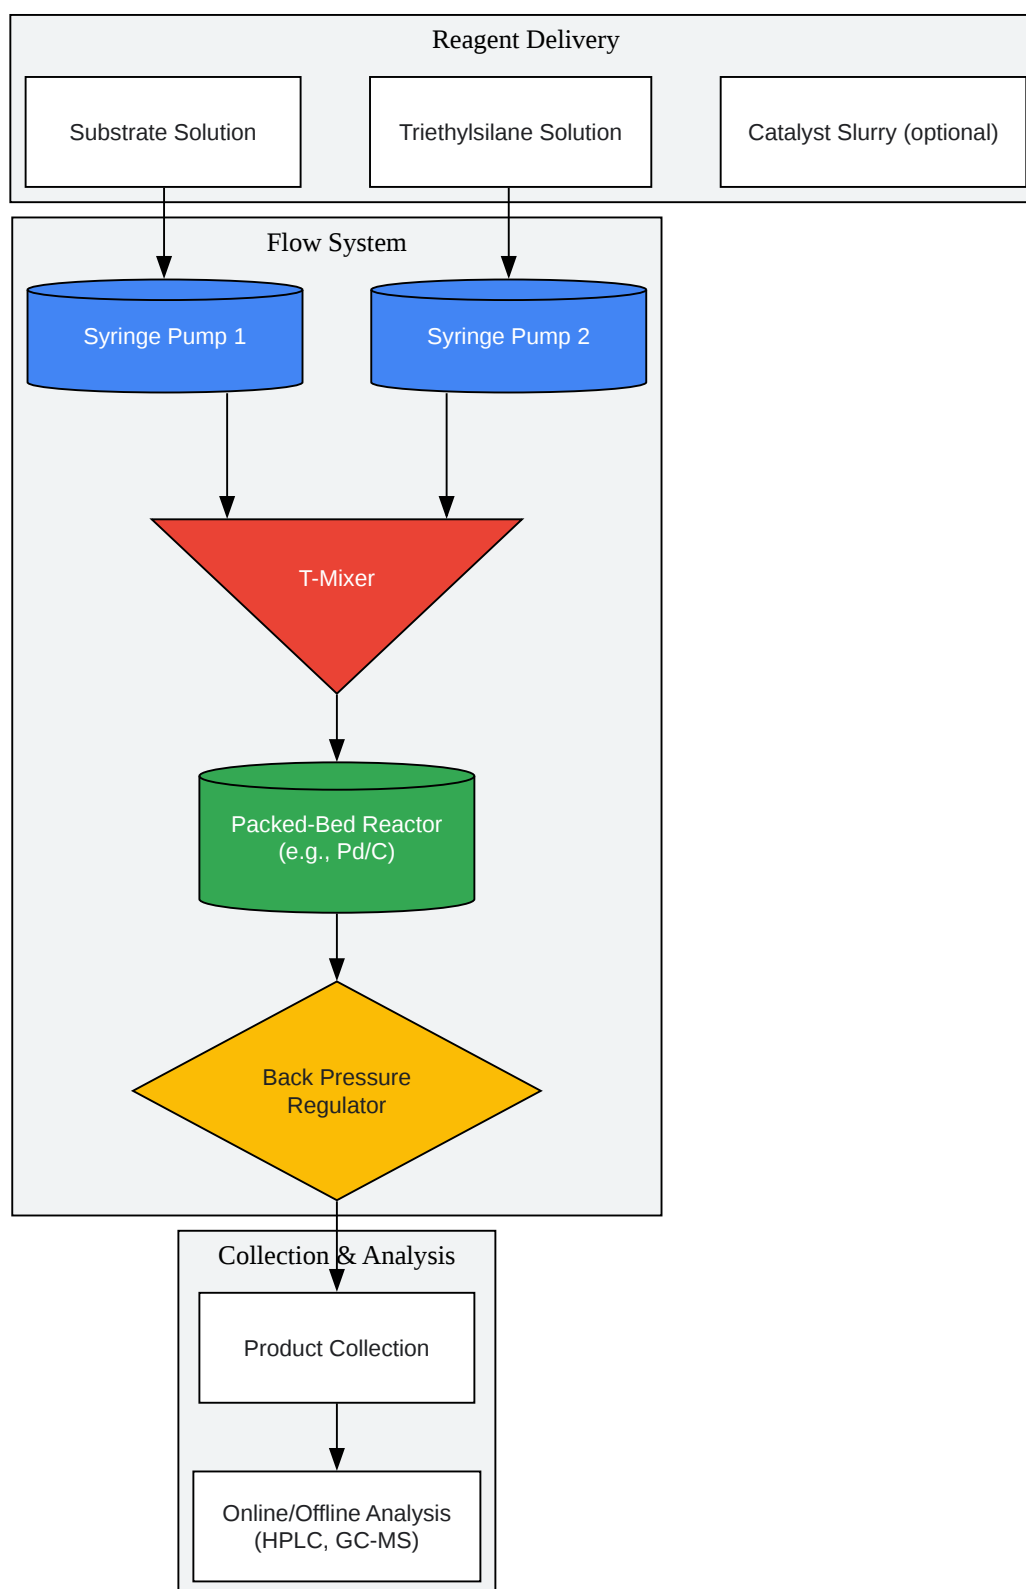 Reagent Delivery
Substrate Solution
Triethylsilane Solution
Catalyst Slurry (optional)
Flow System
Syringe Pump 1
Syringe Pump 2
T-Mixer
Packed-Bed Reactor
(e.g., Pd/C)
Back Pressure
Regulator
Collection & Analysis
Product Collection
Online/Offline Analysis
(HPLC, GC-MS)